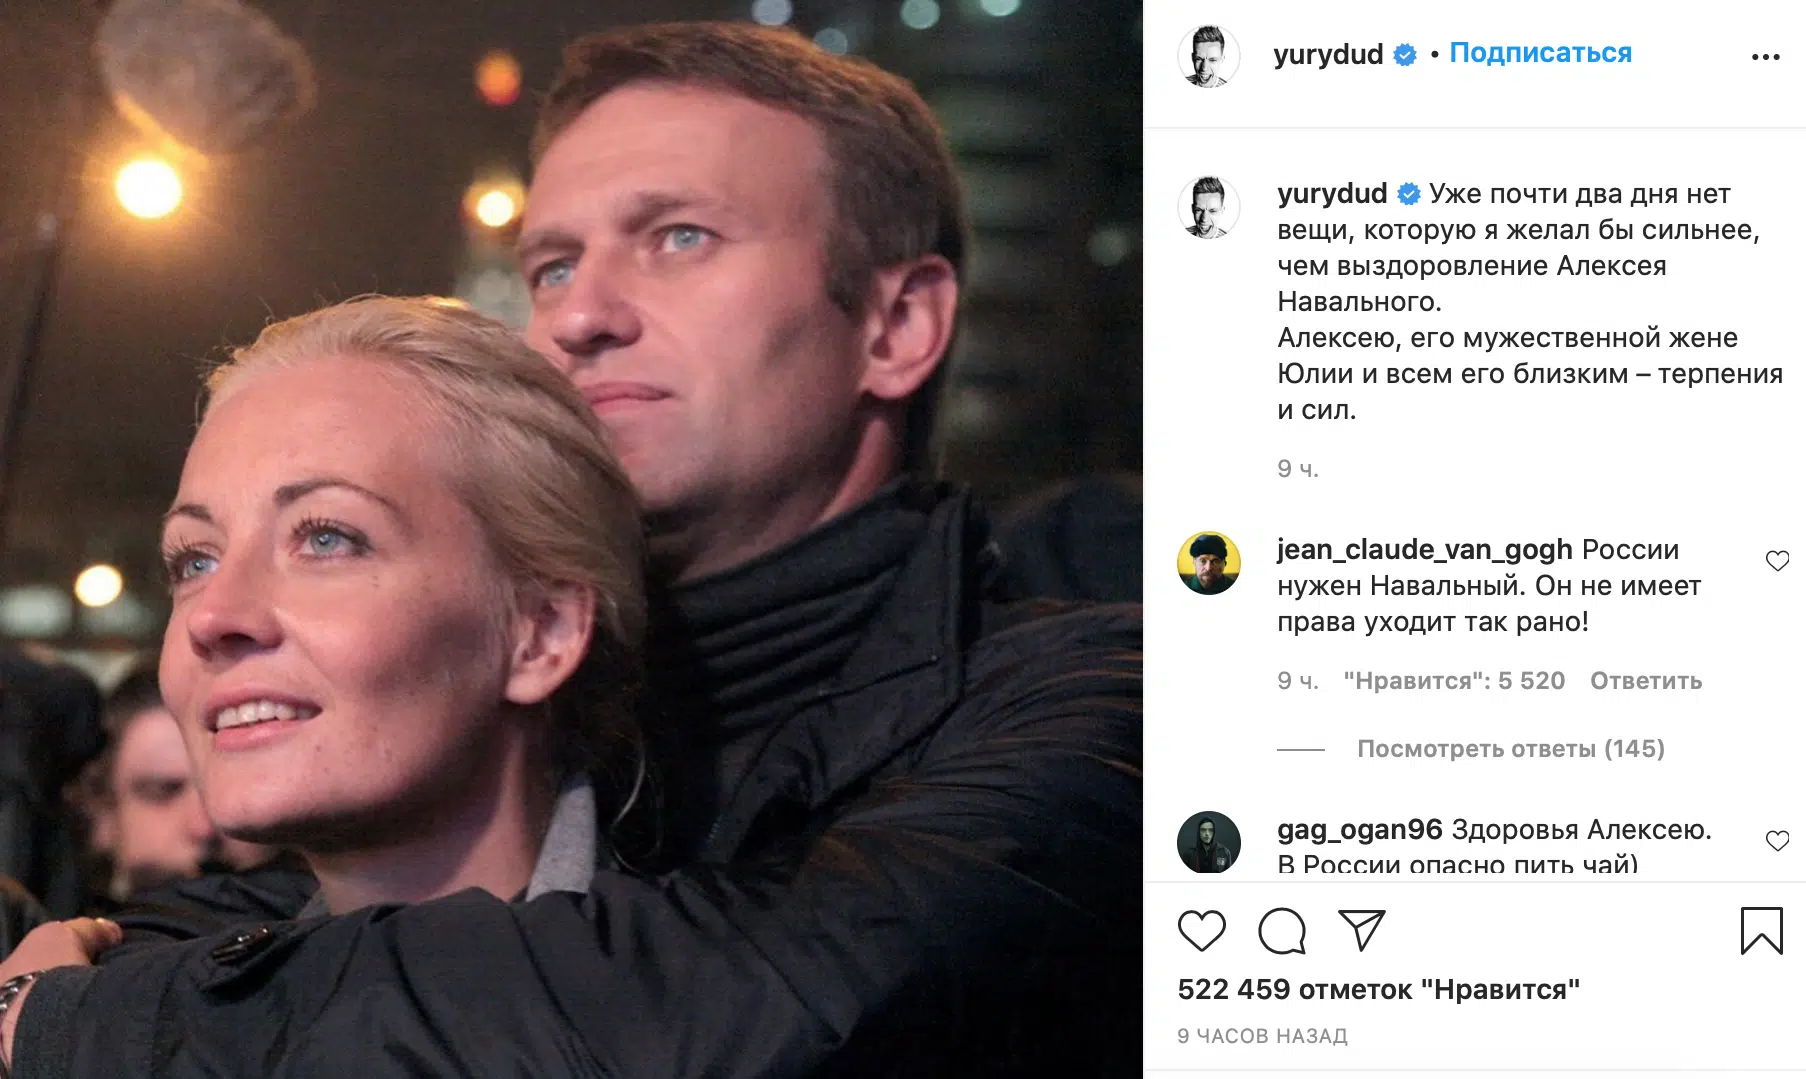 yurydud • Подписаться
yurydud Уже почти два дня нет
вещи, которую я желал бы сильнее,
чем выздоровление Алексея
Навального.
Алексею, его мужественной жене
Юлии и всем его близким – терпения
и сил.
9 ч.
jean_claude_van_gogh России
нужен Навальный. Он не имеет
права уходит так рано!
9 ч. "Нравится": 5 520 Ответить
Посмотреть ответы (145)
gag_ogan96 Здоровья Алексею.
В России опасно пить чай)
522 459 отметок "Нравится"
9 ЧАСОВ НАЗАД